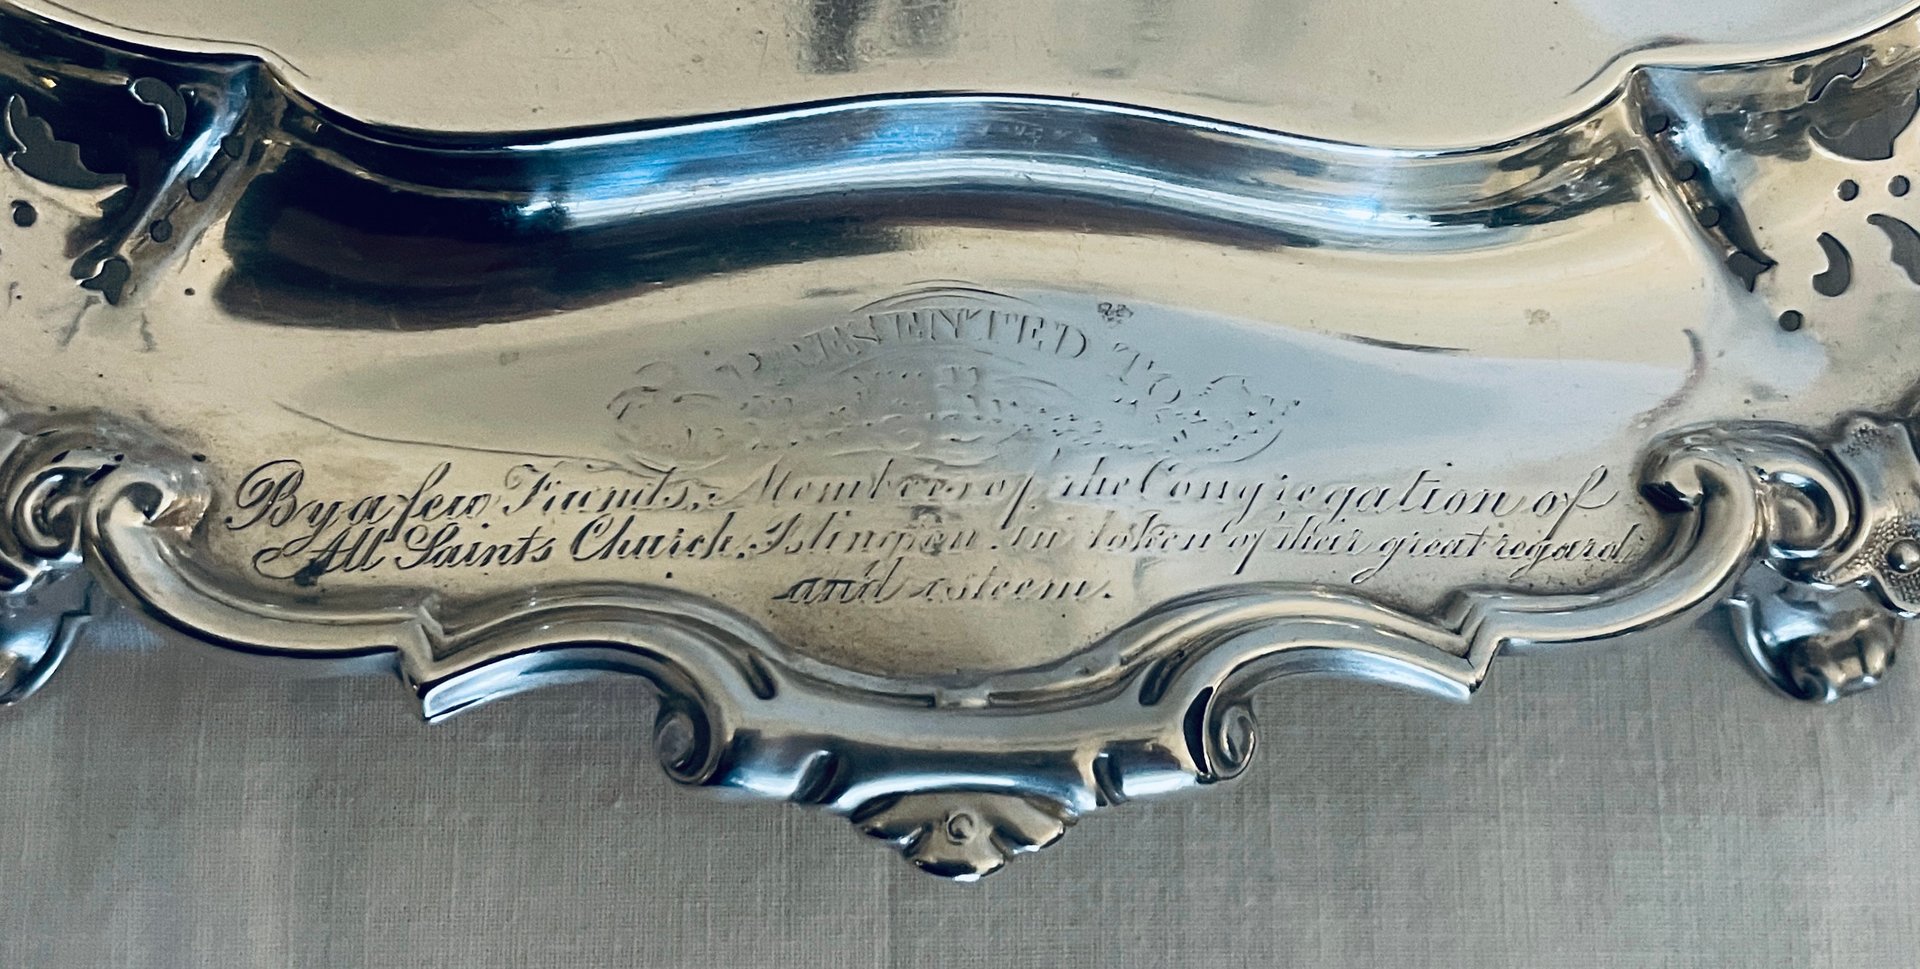 PRESENTED TO
By a few Friends, Members of the Congregation of
All Saints Church, Islington. in token of their great regard
and esteem.